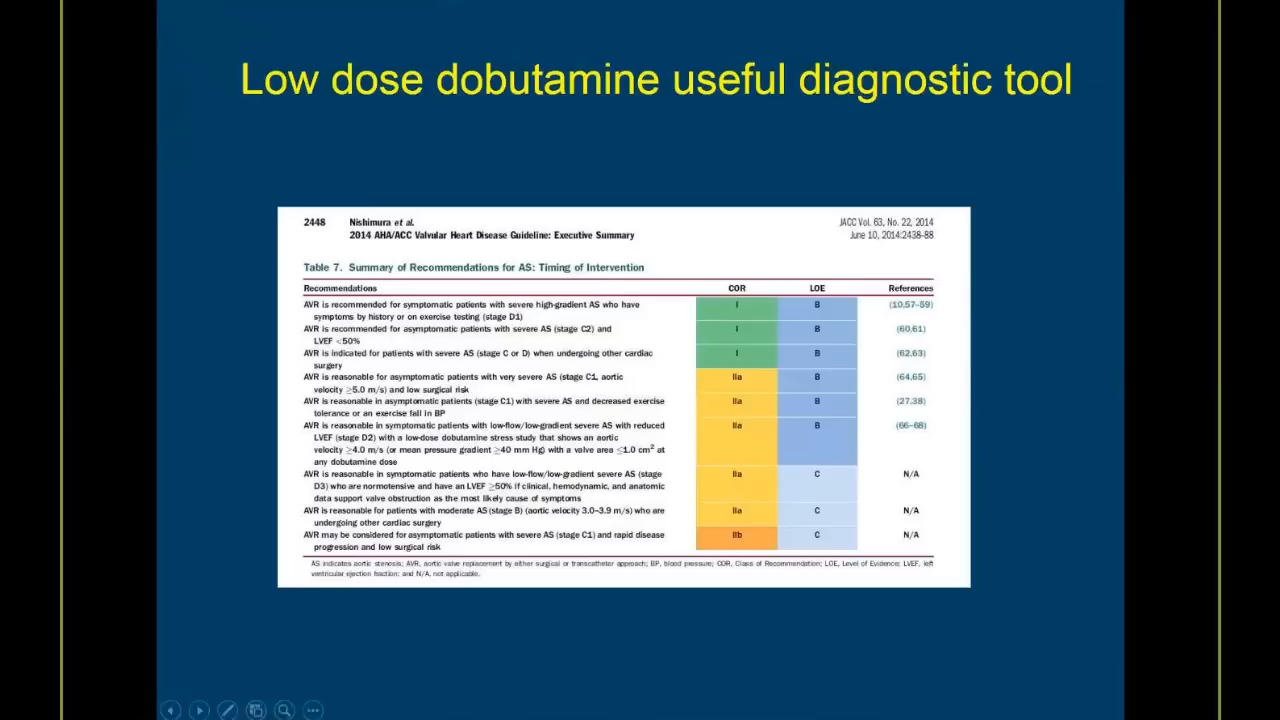 Low dose dobutamine useful diagnostic tool
2448 Nishimura et al. JACC Vol. 63, No. 22, 2014
2014 AHA/ACC Valvular Heart Disease Guideline: Executive Summary June 10, 2014:2438-88
Table 7. Summary of Recommendations for AS: Timing of Intervention
Recommendations COR LOE References
AVR is recommended for symptomatic patients with severe high-gradient AS who have I B (10,57-59)
symptoms by history or on exercise testing (stage D1)
AVR is recommended for asymptomatic patients with severe AS (stage C2) and I B (60,61)
LVEF <50%
AVR is indicated for patients with severe AS (stage C or D) when undergoing other cardiac I B (62,63)
surgery
AVR is reasonable for asymptomatic patients with very severe AS (stage C1, aortic IIa B (64,65)
velocity ≥5.0 m/s) and low surgical risk
AVR is reasonable in asymptomatic patients (stage C1) with severe AS and decreased exercise IIa B (27,38)
tolerance or an exercise fall in BP
AVR is reasonable in symptomatic patients with low-flow/low-gradient severe AS with reduced IIa B (66-68)
LVEF (stage D2) with a low-dose dobutamine stress study that shows an aortic
velocity ≥4.0 m/s (or mean pressure gradient ≥40 mm Hg) with a valve area ≤1.0 cm² at
any dobutamine dose
AVR is reasonable in symptomatic patients who have low-flow/low-gradient severe AS (stage IIa C N/A
D3) who are normotensive and have an LVEF ≥50% if clinical, hemodynamic, and anatomic
data support valve obstruction as the most likely cause of symptoms
AVR is reasonable for patients with moderate AS (stage B) (aortic velocity 3.0–3.9 m/s) who are IIa C N/A
undergoing other cardiac surgery
AVR may be considered for asymptomatic patients with severe AS (stage C1) and rapid disease IIb C N/A
progression and low surgical risk
AS indicates aortic stenosis; AVR, aortic valve replacement by either surgical or transcatheter approach; BP, blood pressure; COR, Class of Recommendation; LOE, Level of Evidence; LVEF, left
ventricular ejection fraction; and N/A, not applicable.